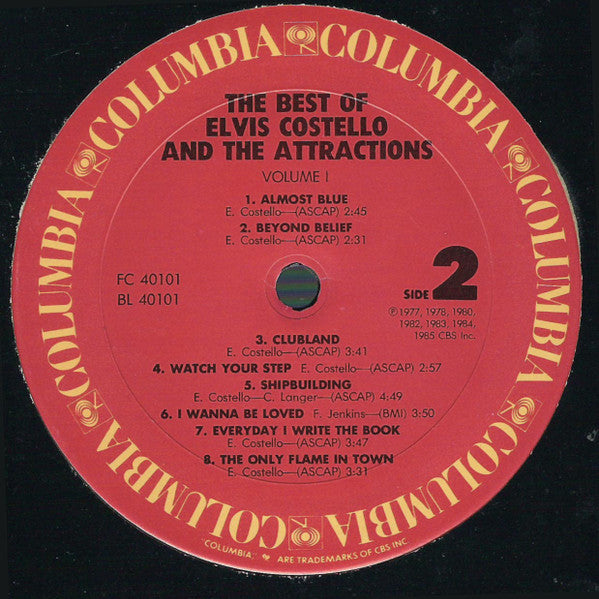 COLUMBIA COLUMBIA COLUMBIA COLUMBIA COLUMBIA COLUMBIA COLUMBIA COLUMBIA
THE BEST OF
ELVIS COSTELLO
AND THE ATTRACTIONS
VOLUME I
1. ALMOST BLUE
E. Costello—(ASCAP) 2:45
2. BEYOND BELIEF
E. Costello—(ASCAP) 2:31
FC 40101
BL 40101
SIDE 2
Ⓟ 1977, 1978, 1980,
1982, 1983, 1984,
1985 CBS Inc.
3. CLUBLAND
E. Costello—(ASCAP) 3:41
4. WATCH YOUR STEP E. Costello—(ASCAP) 2:57
5. SHIPBUILDING
E. Costello—C. Langer—(ASCAP) 4:49
6. I WANNA BE LOVED F. Jenkins—(BMI) 3:50
7. EVERYDAY I WRITE THE BOOK
E. Costello—(ASCAP) 3:47
8. THE ONLY FLAME IN TOWN
E. Costello—(ASCAP) 3:31
"COLUMBIA," ARE TRADEMARKS OF CBS INC.